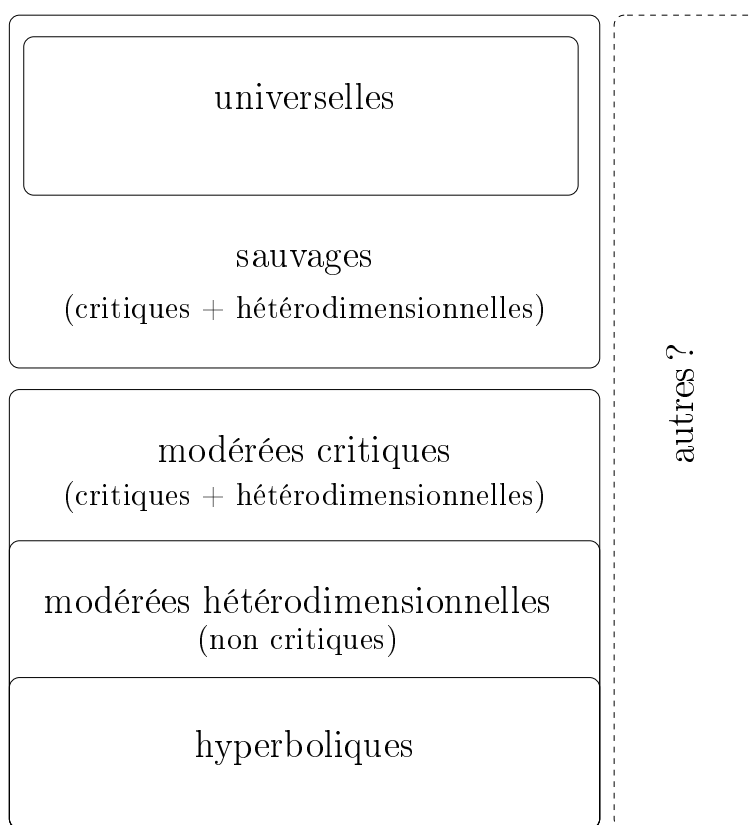 universelles
sauvages
(critiques + hétérodimensionnelles)
modérées critiques
(critiques + hétérodimensionnelles)
modérées hétérodimensionnelles
(non critiques)
hyperboliques
autres ?